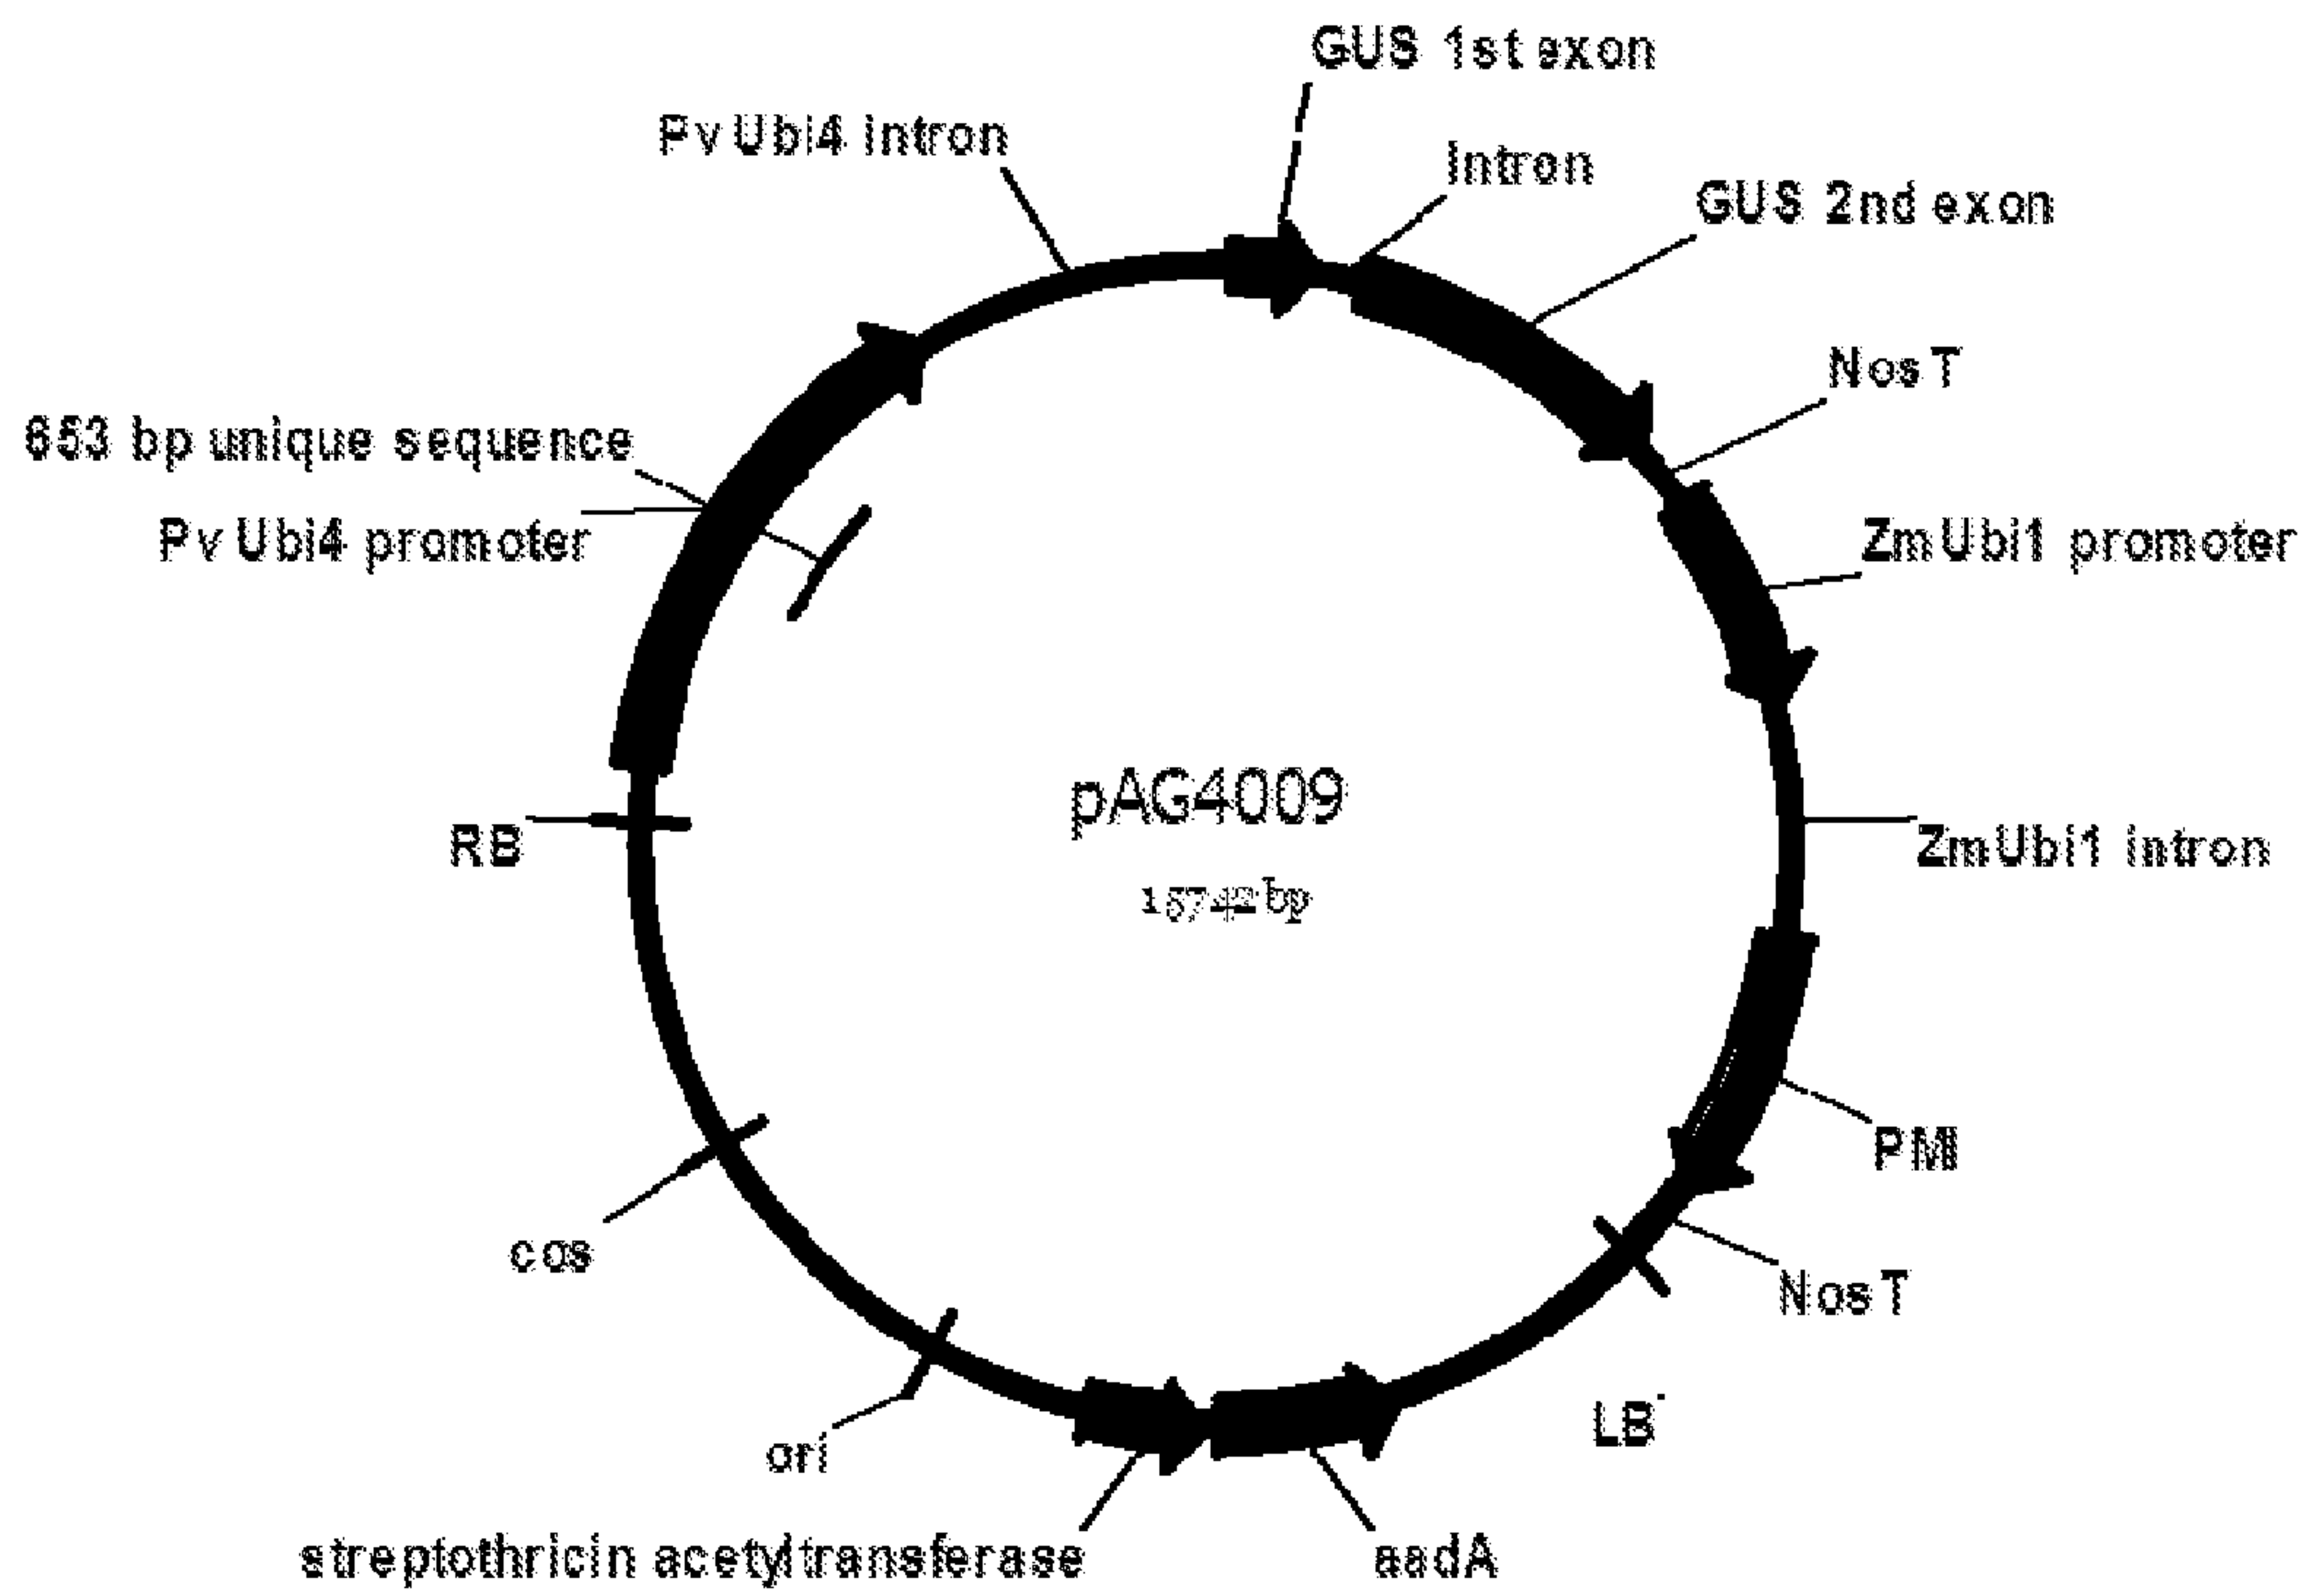 GUS 1st exon
PvUbi4 intron
Intron
GUS 2nd exon
NosT
653 bp unique sequence
PvUbi4 promoter
ZmUbi1 promoter
pAG4009
RB
ZmUbi1 intron
bp
PMI
cos
NosT
LB
ori
streptothricin acetyltransferase
aadA